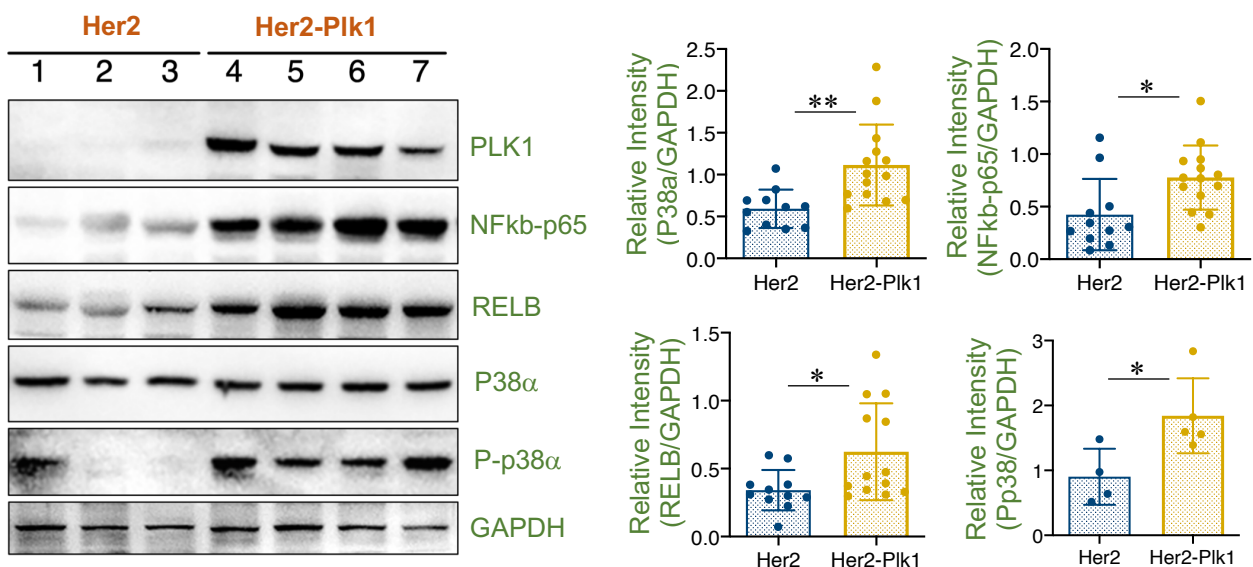 Her2 Her2-Plk1
1 2 3 4 5 6 7
PLK1
NFkb-p65
RELB
P38α
P-p38α
GAPDH
Relative Intensity
(P38a/GAPDH)
2.5
2.0
1.5
1.0
0.5
0.0
**
Her2 Her2-Plk1
Relative Intensity
(NFkb-p65/GAPDH)
2.0
1.5
1.0
0.5
0.0
*
Her2 Her2-Plk1
Relative Intensity
(RELB/GAPDH)
1.5
1.0
0.5
0.0
*
Her2 Her2-Plk1
Relative Intensity
(Pp38/GAPDH)
3
2
1
0
*
Her2 Her2-Plk1